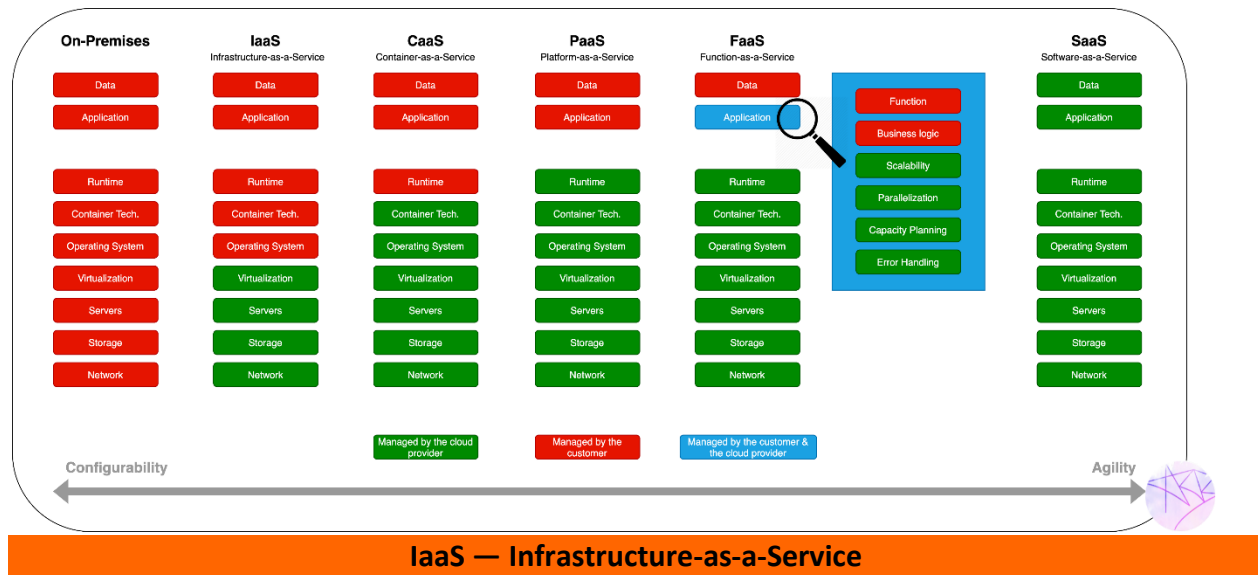 On-Premises
IaaS
Infrastructure-as-a-Service
CaaS
Container-as-a-Service
PaaS
Platform-as-a-Service
FaaS
Function-as-a-Service
SaaS
Software-as-a-Service
Data
Data
Data
Data
Data
Data
Application
Application
Application
Application
Application
Application
Function
Business logic
Scalability
Parallelization
Capacity Planning
Error Handling
Runtime
Runtime
Runtime
Runtime
Runtime
Runtime
Container Tech.
Container Tech.
Container Tech.
Container Tech.
Container Tech.
Container Tech.
Operating System
Operating System
Operating System
Operating System
Operating System
Operating System
Virtualization
Virtualization
Virtualization
Virtualization
Virtualization
Virtualization
Servers
Servers
Servers
Servers
Servers
Servers
Storage
Storage
Storage
Storage
Storage
Storage
Network
Network
Network
Network
Network
Network
Managed by the cloud
provider
Managed by the
customer
Managed by the customer &
the cloud provider
Configurability
Agility
IaaS — Infrastructure-as-a-Service